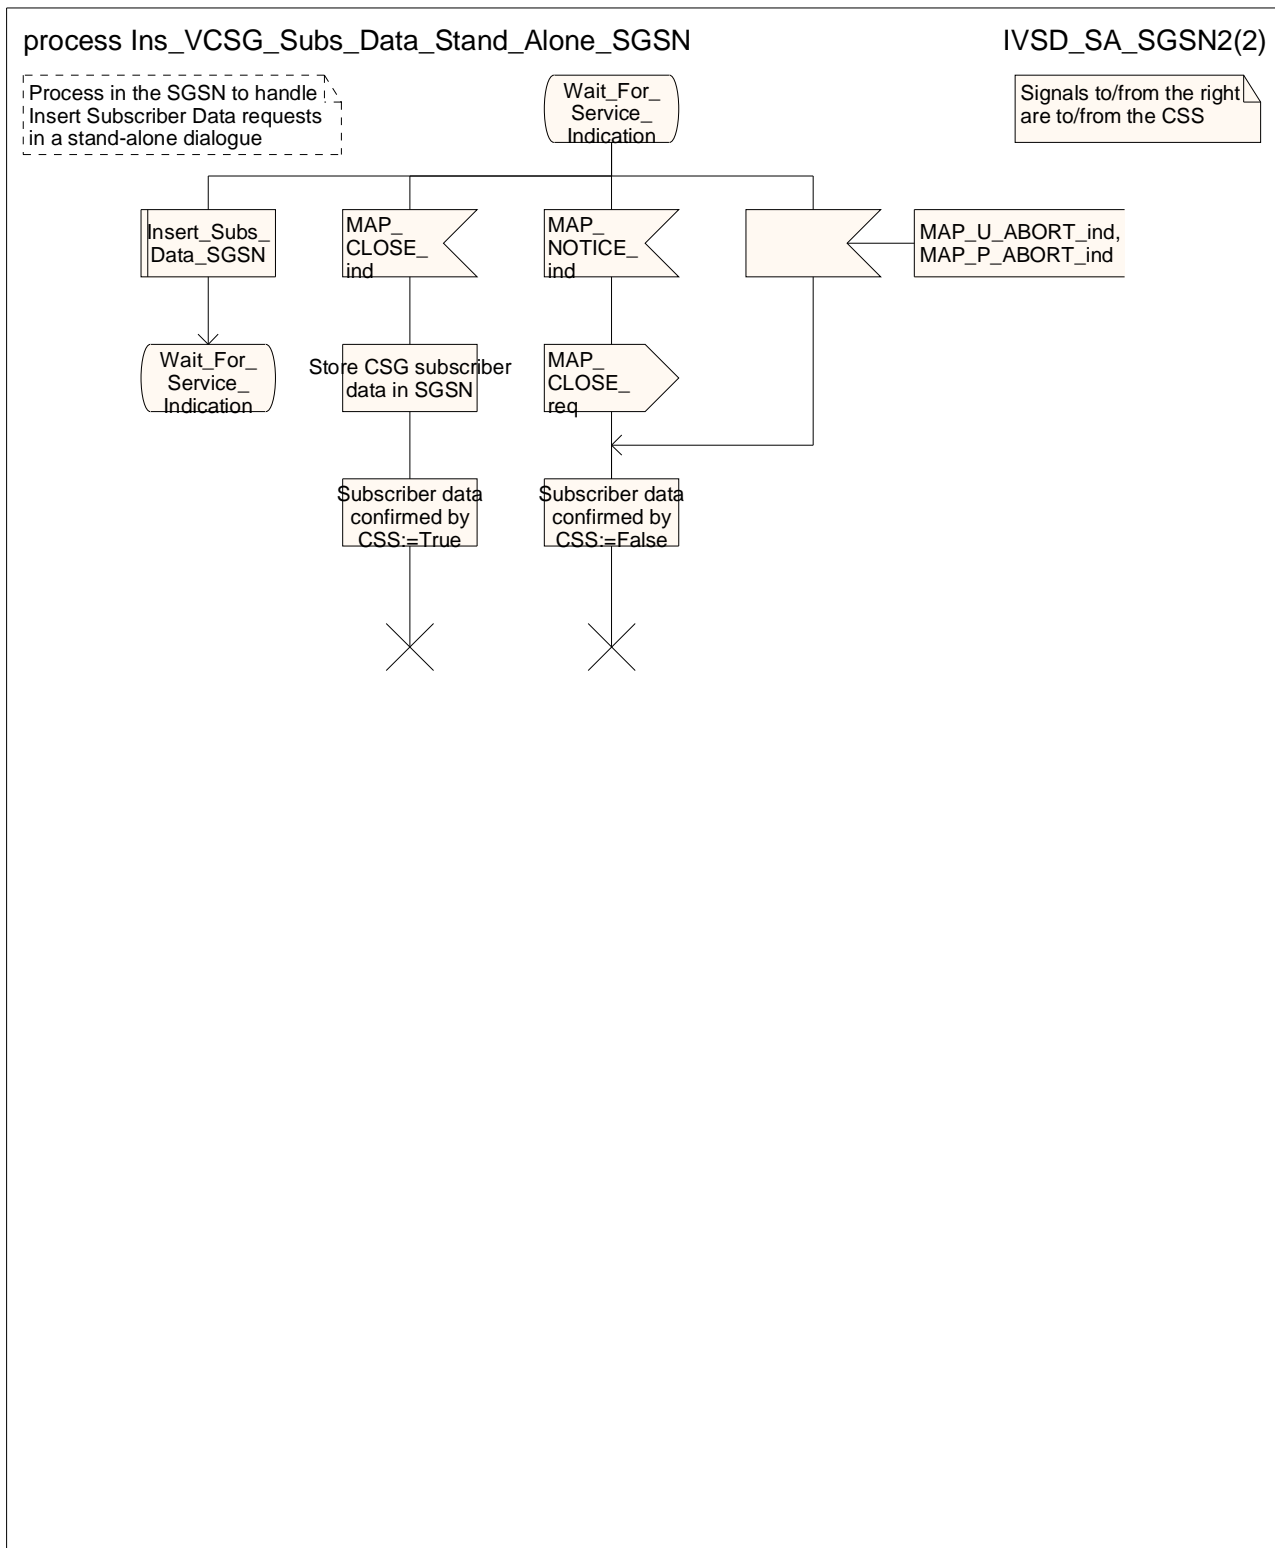 process Ins_VCSG_Subs_Data_Stand_Alone_SGSN
IVSD_SA_SGSN2(2)
Process in the SGSN to handle
Insert Subscriber Data requests
in a stand-alone dialogue
Wait_For_
Service_
Indication
Signals to/from the right
are to/from the CSS
Insert_Subs_
Data_SGSN
MAP_
CLOSE_
ind
MAP_
NOTICE_
ind
MAP_U_ABORT_ind,
MAP_P_ABORT_ind
Wait_For_
Service_
Indication
Store CSG subscriber
data in SGSN
MAP_
CLOSE_
req
Subscriber data
confirmed by
CSS:=True
Subscriber data
confirmed by
CSS:=False